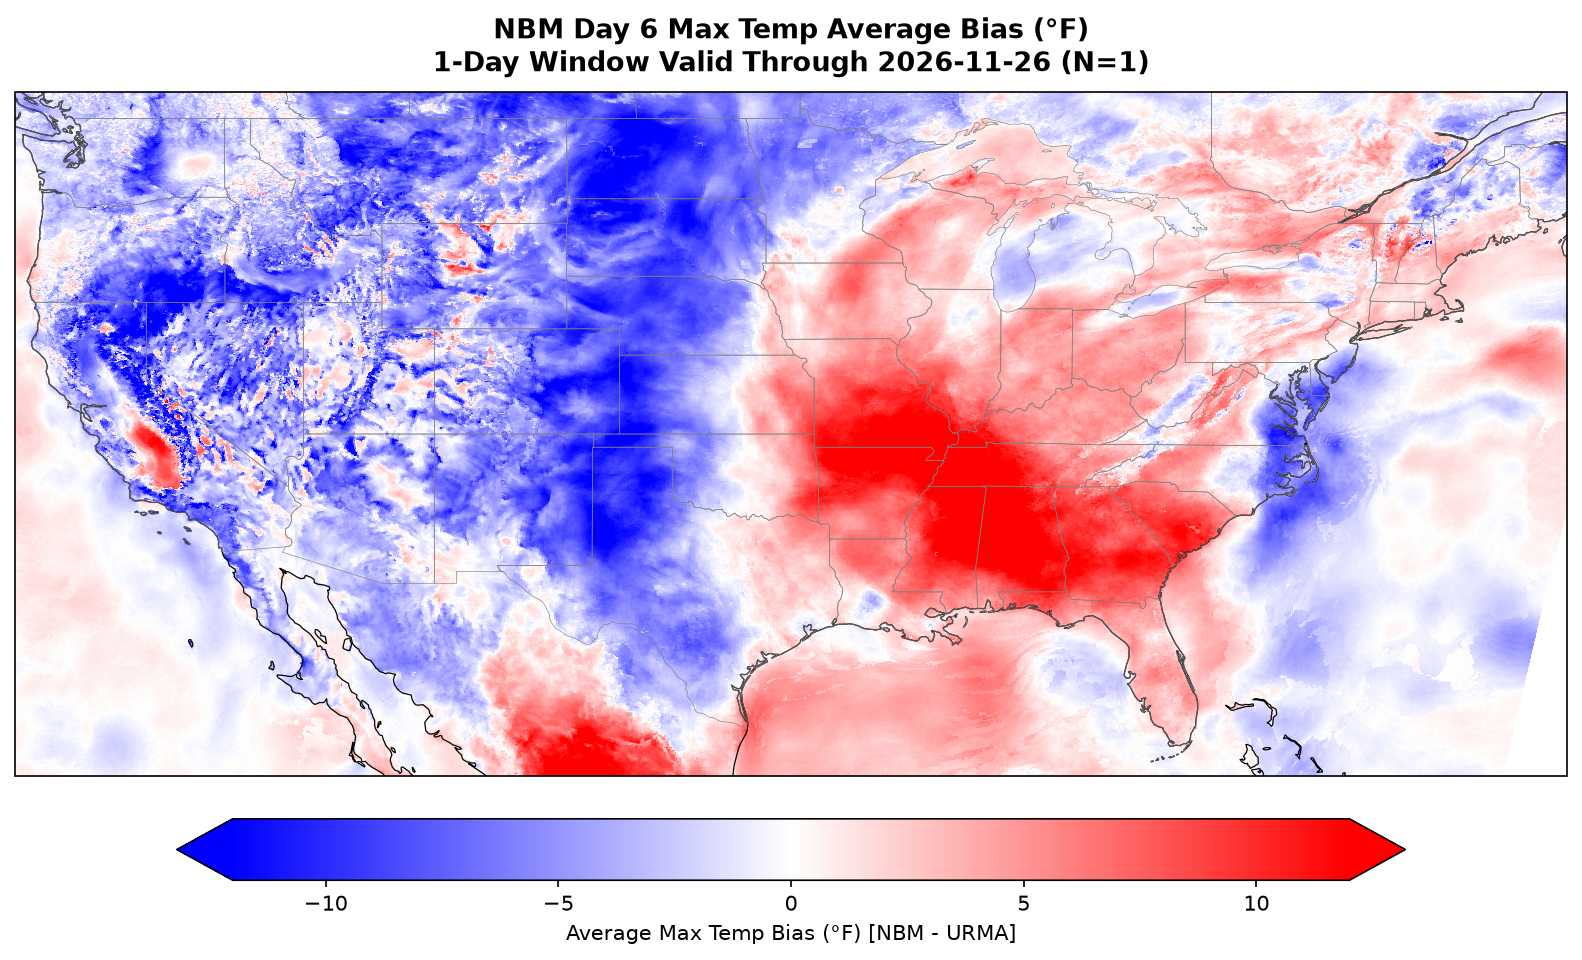 NBM Day 6 Max Temp Average Bias (°F)
1-Day Window Valid Through 2026-11-26 (N=1)
−10 −5 0 5 10
Average Max Temp Bias (°F) [NBM - URMA]